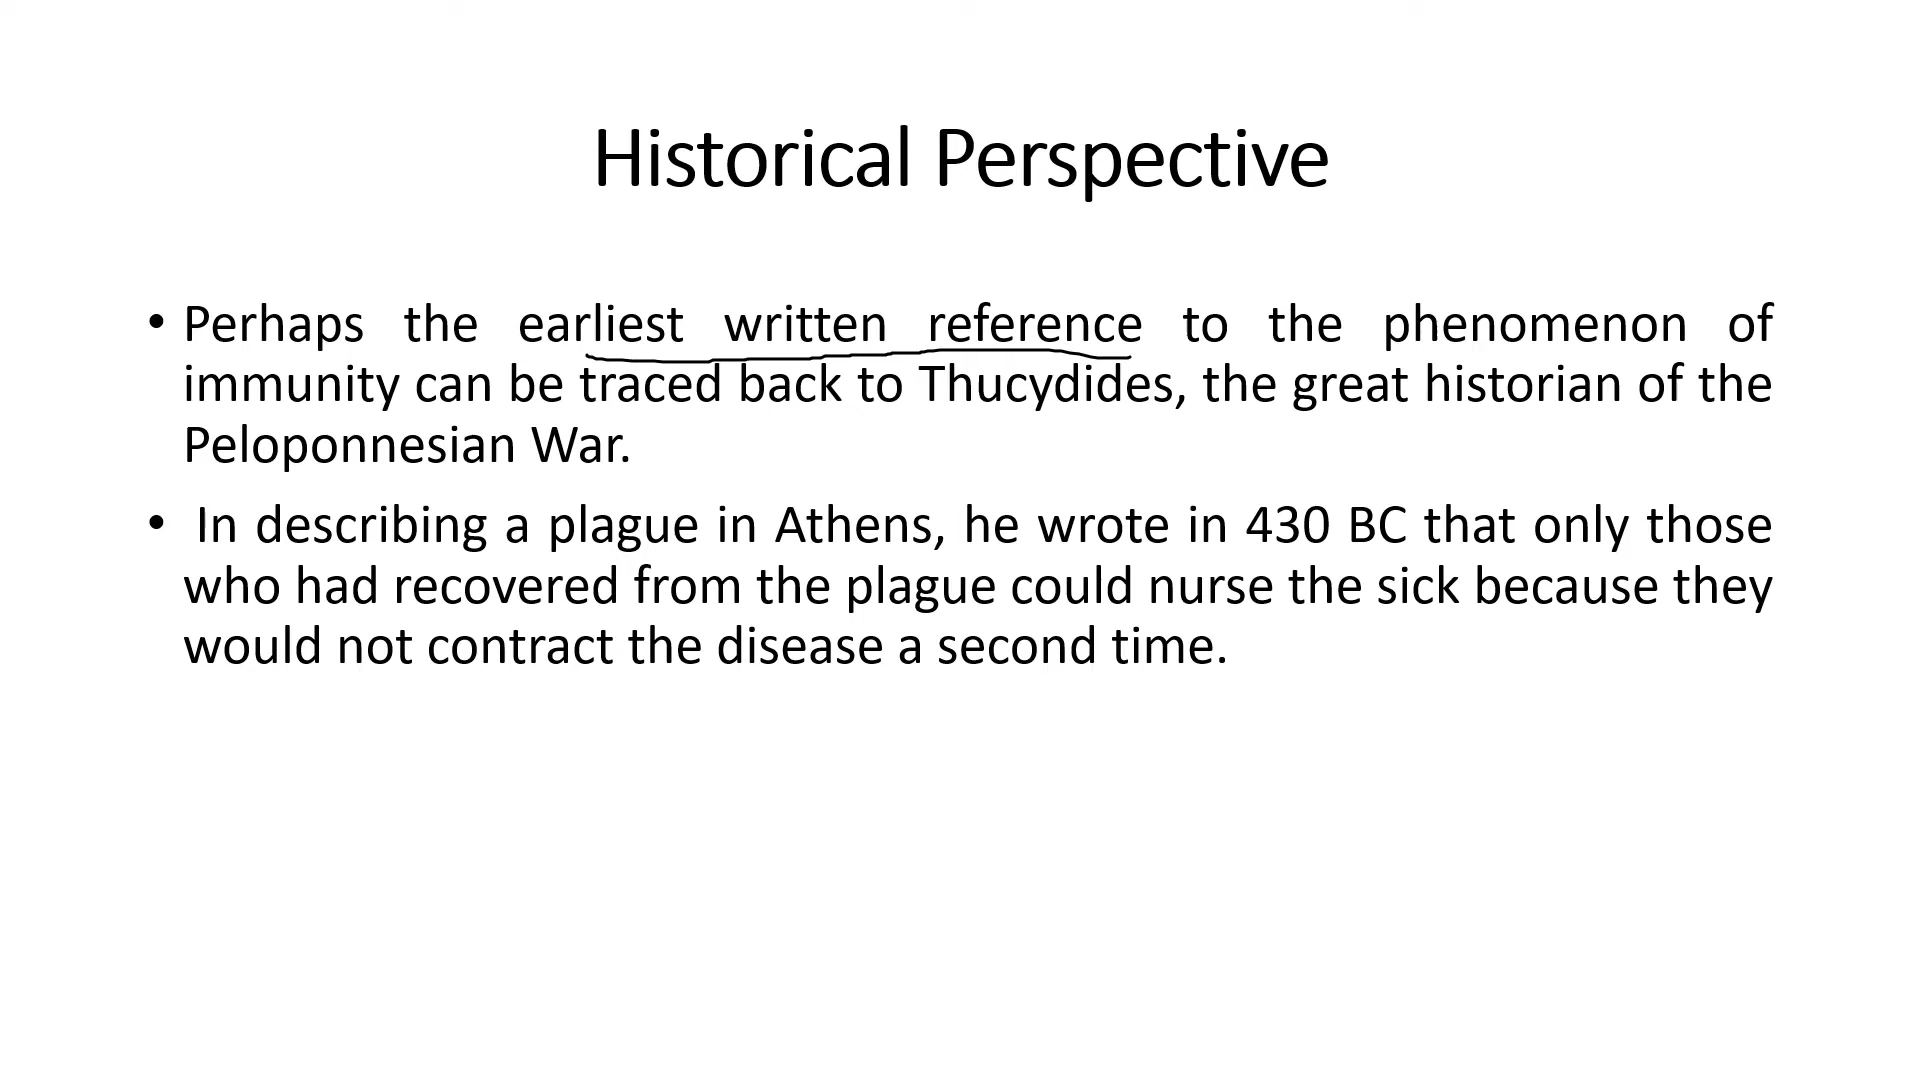 Historical Perspective
• Perhaps the earliest written reference to the phenomenon of
immunity can be traced back to Thucydides, the great historian of the
Peloponnesian War.
• In describing a plague in Athens, he wrote in 430 BC that only those
who had recovered from the plague could nurse the sick because they
would not contract the disease a second time.